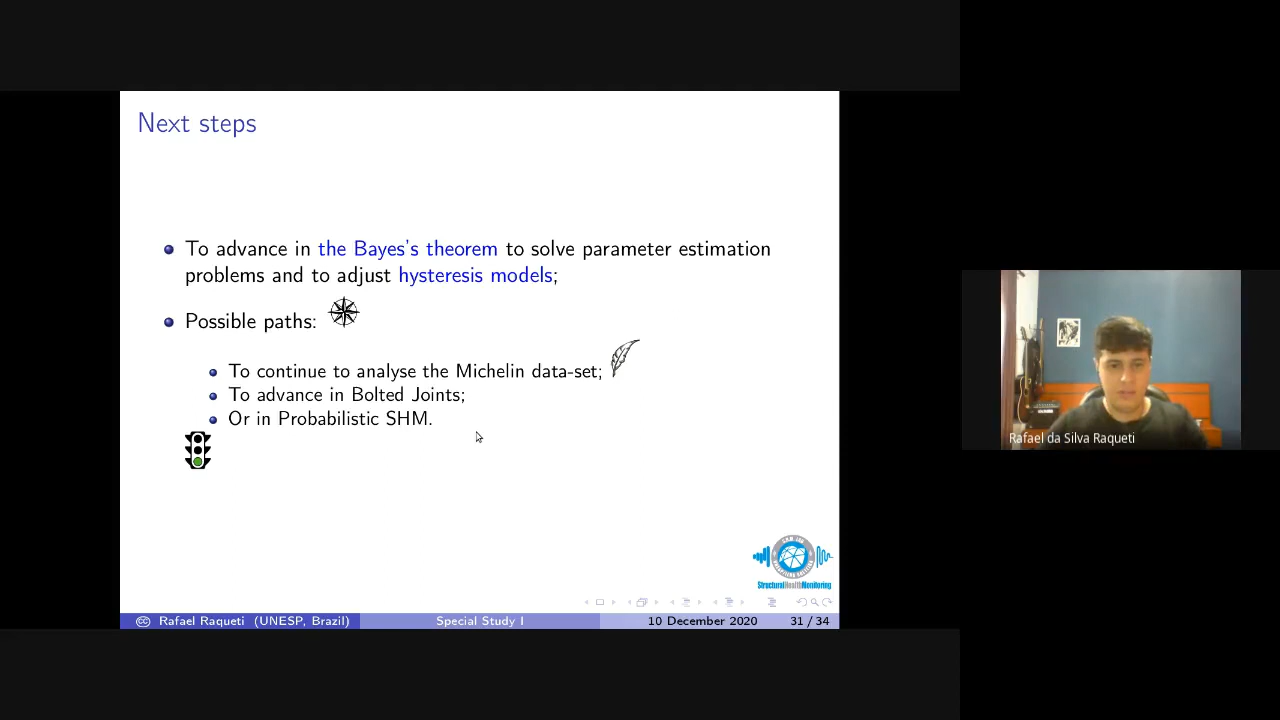 Next steps
To advance in the Bayes's theorem to solve parameter estimation
problems and to adjust hysteresis models;
Possible paths:
To continue to analyse the Michelin data-set;
To advance in Bolted Joints;
Or in Probabilistic SHM.
Rafael da Silva Raqueti
StructuralHealthMonitoring
cc Rafael Raqueti (UNESP, Brazil) Special Study I 10 December 2020 31 / 34